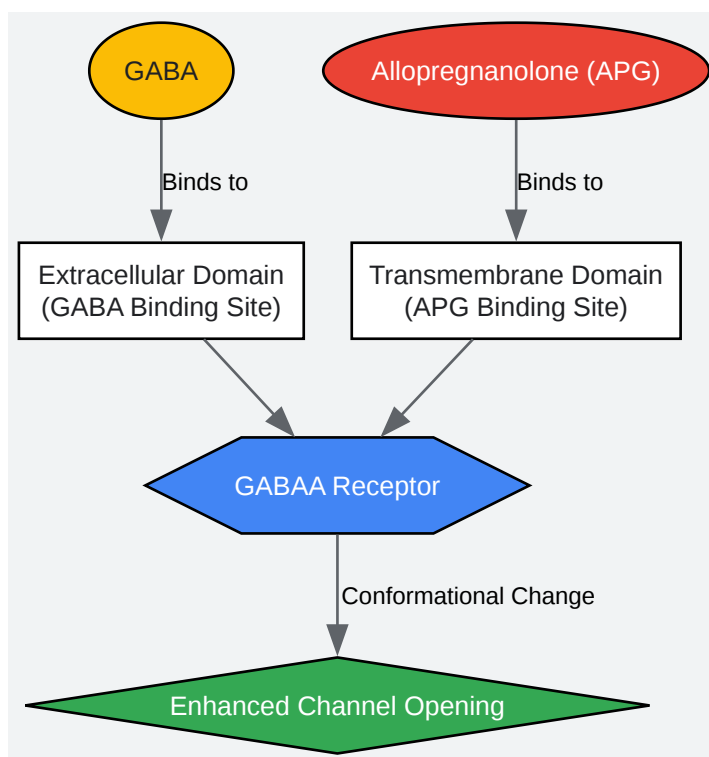 GABA
Allopregnanolone (APG)
Binds to
Binds to
Extracellular Domain
(GABA Binding Site)
Transmembrane Domain
(APG Binding Site)
GABAA Receptor
Conformational Change
Enhanced Channel Opening